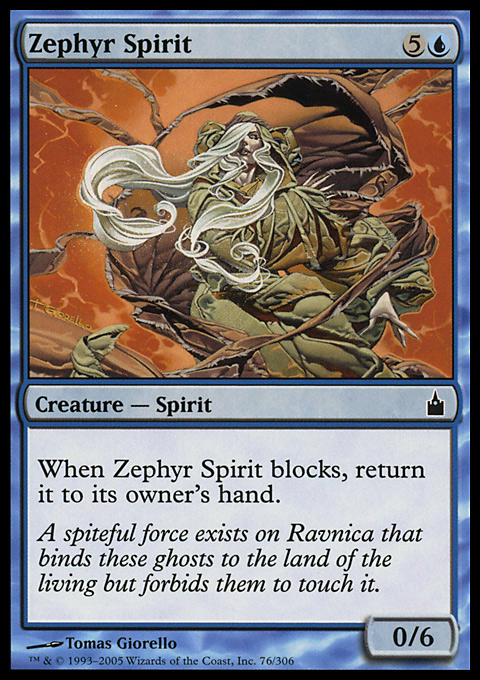 Zephyr Spirit 5
T. GIORELLO
Creature — Spirit
When Zephyr Spirit blocks, return
it to its owner's hand.
A spiteful force exists on Ravnica that
binds these ghosts to the land of the
living but forbids them to touch it.
0/6
Tomas Giorello
™ & © 1993–2005 Wizards of the Coast, Inc. 76/306